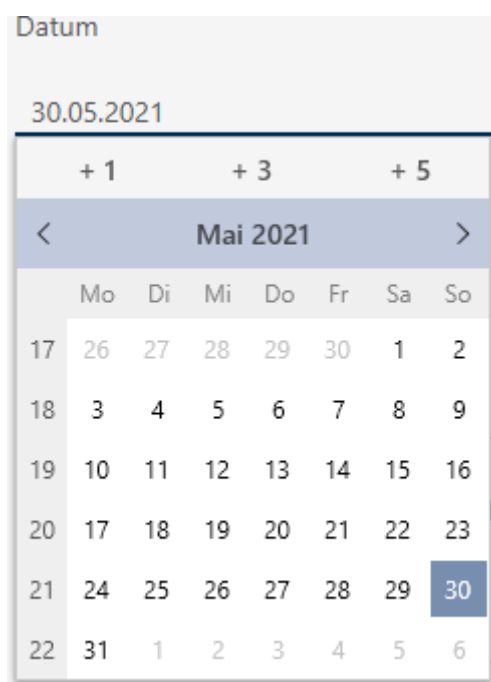 Datum
30.05.2021
+ 1 + 3 + 5
< Mai 2021 >
Mo Di Mi Do Fr Sa So
17 26 27 28 29 30 1 2
18 3 4 5 6 7 8 9
19 10 11 12 13 14 15 16
20 17 18 19 20 21 22 23
21 24 25 26 27 28 29 30
22 31 1 2 3 4 5 6